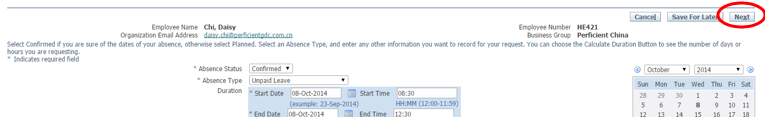 Cancel Save For Later Next
Employee Name Chi, Daisy Employee Number HE421
Organization Email Address daisy.chi@perficientpdc.com.cn Business Group Perficient China
Select Confirmed if you are sure of the dates of your absence, otherwise select Planned. Select an Absence Type, and enter any other information you want to record for your request. You can choose the Calculate Duration Button to see the number of days or
hours you are requesting.
* Indicates required field
* Absence Status Confirmed
* Absence Type Unpaid Leave
Duration * Start Date 08-Oct-2014 Start Time 08:30
(example: 23-Sep-2014) HH:MM (12:00-11:59)
* End Date 08-Oct-2014 End Time 12:30
October 2014
Sun Mon Tue Wed Thu Fri Sat
28 29 30 1 2 3 4
5 6 7 8 9 10 11
12 13 14 15 16 17 18